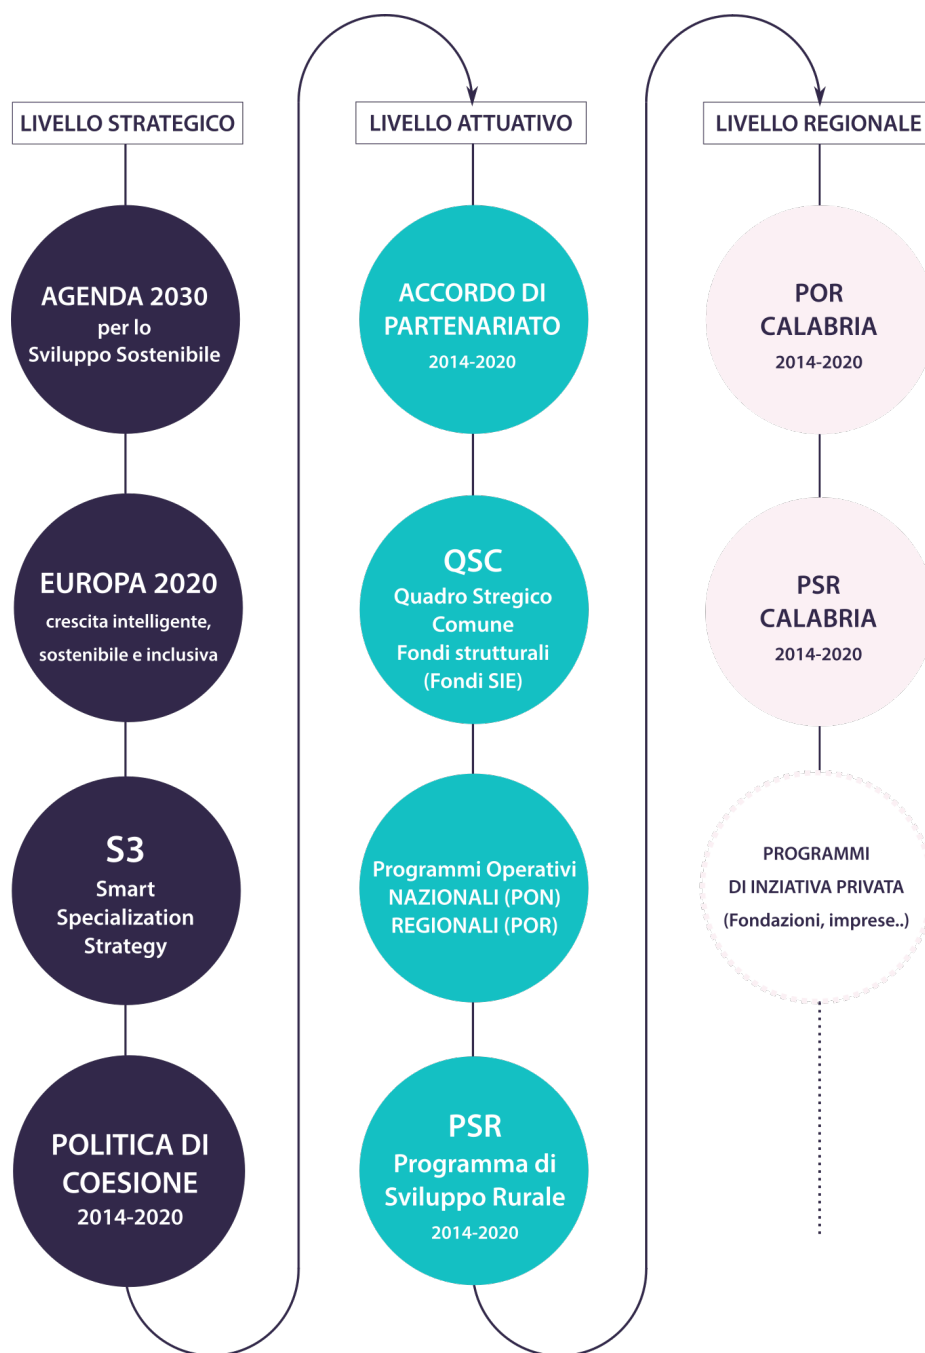 LIVELLO STRATEGICO
AGENDA 2030
per lo
Sviluppo Sostenibile
EUROPA 2020
crescita intelligente,
sostenibile e inclusiva
S3
Smart
Specialization
Strategy
POLITICA DI
COESIONE
2014-2020
LIVELLO ATTUATIVO
ACCORDO DI
PARTENARIATO
2014-2020
QSC
Quadro Stregico
Comune
Fondi strutturali
(Fondi SIE)
Programmi Operativi
NAZIONALI (PON)
REGIONALI (POR)
PSR
Programma di
Sviluppo Rurale
2014-2020
LIVELLO REGIONALE
POR
CALABRIA
2014-2020
PSR
CALABRIA
2014-2020
PROGRAMMI
DI INZIATIVA PRIVATA
(Fondazioni, imprese..)